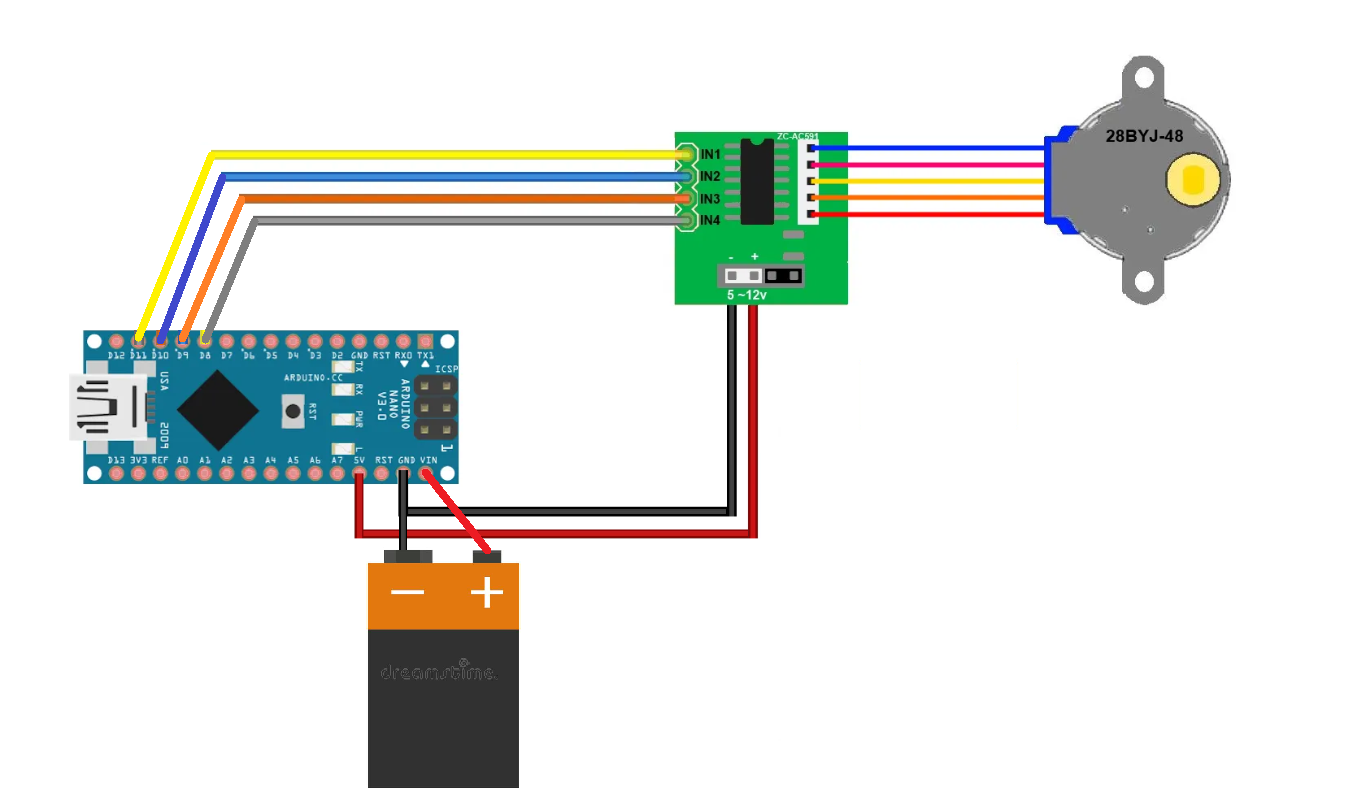 28BYJ-48
ZC-AC591
IN1
IN2
IN3
IN4
- +
5 ~12v
D12 D11 D10 D9 D8 D7 D6 D5 D4 D3 D2 GND RST RX0 TX1
TX
RX
PWR
L
ARDUINO.CC
ICSP
1
USA
2009
RST
ARDUINO
NANO
V3.0
D13 3V3 REF A0 A1 A2 A3 A4 A5 A6 A7 5V RST GND VIN
− +
dreamstime.